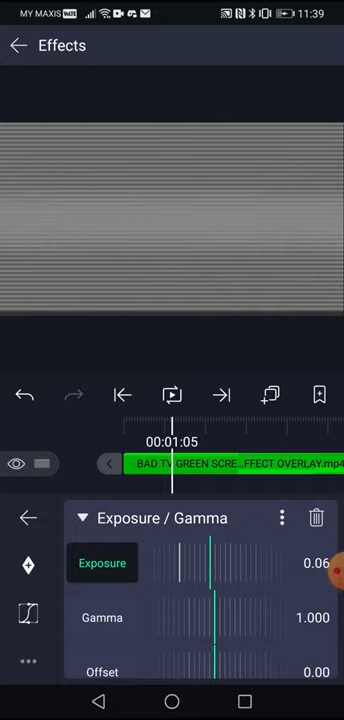 MY MAXIS VoLTE 11:39
Effects
00:01:05
BAD TV GREEN SCRE...FFECT OVERLAY.mp4
Exposure / Gamma
Exposure 0.06
Gamma 1.000
Offset 0.00